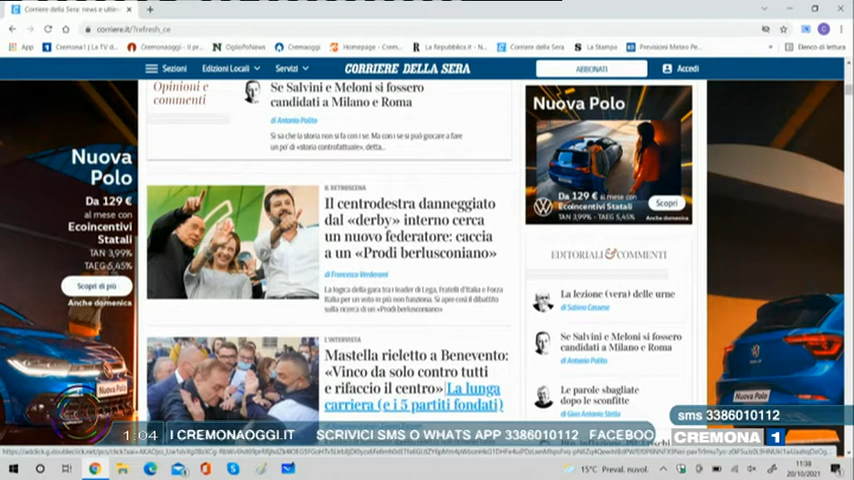 Corriere della Sera: news e ultim
corriere.it/?refresh_ce
App
Cremona1 | La TV d...
Cremonaoggi - Il pr...
OglioPoNews
Cremaoggi
Homepage - Crem...
La Repubblica.it - N...
Corriere della Sera
La Stampa
Previsioni Meteo Pe...
Elenco di lettura
Sezioni
Edizioni Locali
Servizi
CORRIERE DELLA SERA
ABBONATI
Accedi
Opinioni e
commenti
Se Salvini e Meloni si fossero
candidati a Milano e Roma
di Antonio Polito
Si sa che la storia non si fa con i se. Ma con i se si può giocare a fare
un po' di «storia controfattuale», detta...
IL RETROSCENA
Il centrodestra danneggiato
dal «derby» interno cerca
un nuovo federatore: caccia
a un «Prodi berlusconiano»
di Francesco Verderami
La logica della gara tra i leader di Lega, Fratelli d'Italia e Forza
Italia per un voto in più non funziona. Si apre così il dibattito
sulla ricerca di un «Prodi berlusconiano»
L'INTERVISTA
Mastella rieletto a Benevento:
«Vinco da solo contro tutti
e rifaccio il centro» La lunga
carriera (e i 5 partiti fondati)
Nuova
Polo
Da 129 €
al mese con
Ecoincentivi
Statali
TAN 3,99%
TAEG 5,45%
Scopri di più
Anche domenica
Nuova Polo
Nuova Polo
Da 129 € al mese con
Ecoincentivi Statali
TAN 3,99% - TAEG 5,45%
Scopri
Anche domenica
EDITORIALI & COMMENTI
La lezione (vera) delle urne
di Sabino Cassese
Se Salvini e Meloni si fossero
candidati a Milano e Roma
di Antonio Polito
Le parole sbagliate
dopo le sconfitte
di Gian Antonio Stella
Nuova Polo
sms 3386010112
1:04
I CREMONAOGGI.IT SCRIVICI SMS O WHATS APP 3386010112 FACEBOO
CREMONA 1
15°C Parzial. nuvol.
11:38
20/10/2021